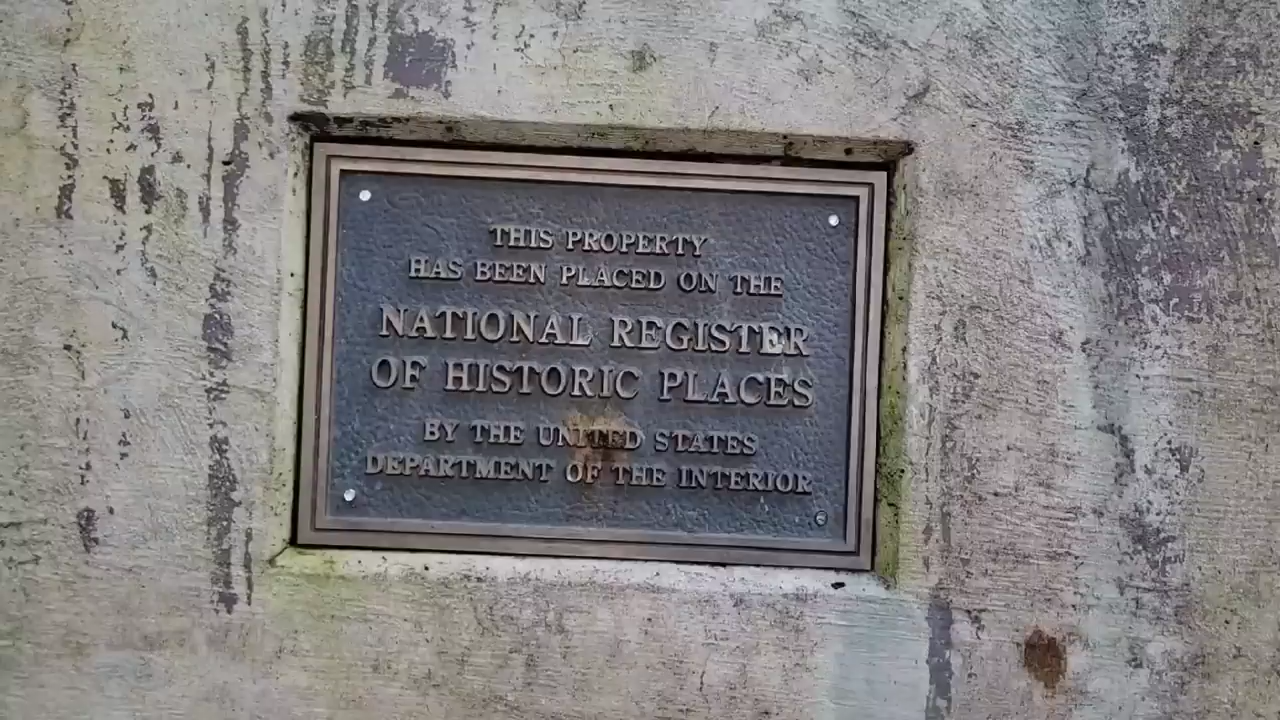 THIS PROPERTY
HAS BEEN PLACED ON THE
NATIONAL REGISTER
OF HISTORIC PLACES
BY THE UNITED STATES
DEPARTMENT OF THE INTERIOR